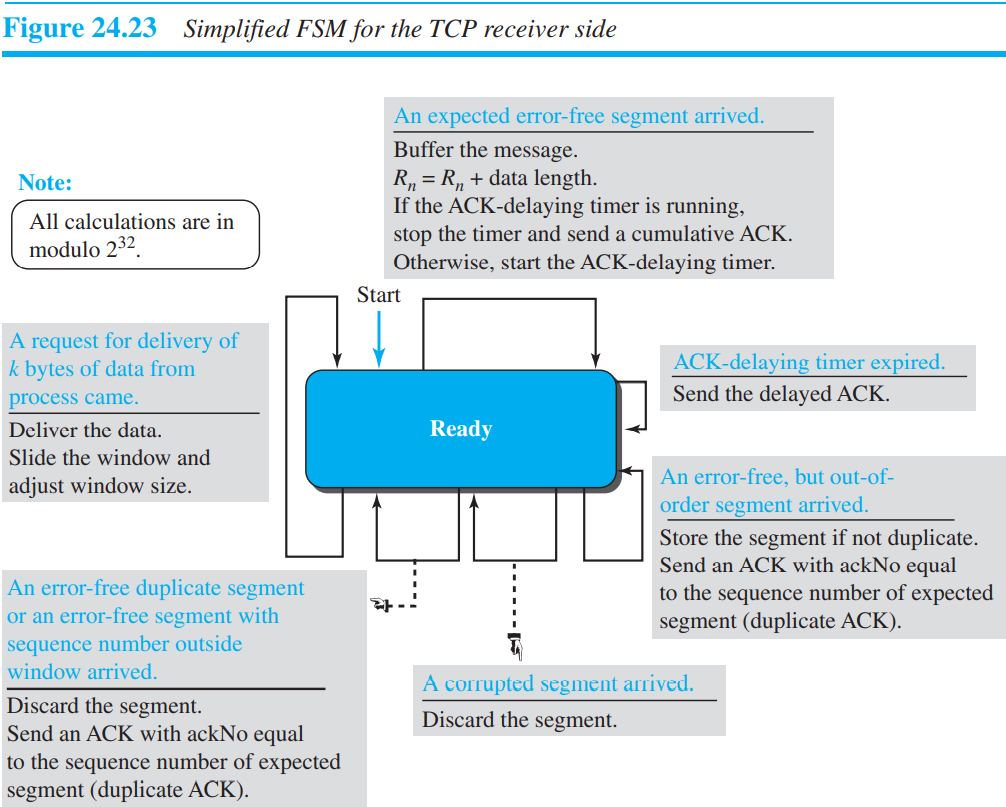 Figure 24.23 Simplified FSM for the TCP receiver side
An expected error-free segment arrived.
Buffer the message.
Rn = Rn + data length.
If the ACK-delaying timer is running,
stop the timer and send a cumulative ACK.
Otherwise, start the ACK-delaying timer.
Note:
All calculations are in
modulo 2^32.
Start
A request for delivery of
k bytes of data from
process came.
Deliver the data.
Slide the window and
adjust window size.
Ready
ACK-delaying timer expired.
Send the delayed ACK.
An error-free, but out-of-
order segment arrived.
Store the segment if not duplicate.
Send an ACK with ackNo equal
to the sequence number of expected
segment (duplicate ACK).
An error-free duplicate segment
or an error-free segment with
sequence number outside
window arrived.
Discard the segment.
Send an ACK with ackNo equal
to the sequence number of expected
segment (duplicate ACK).
A corrupted segment arrived.
Discard the segment.